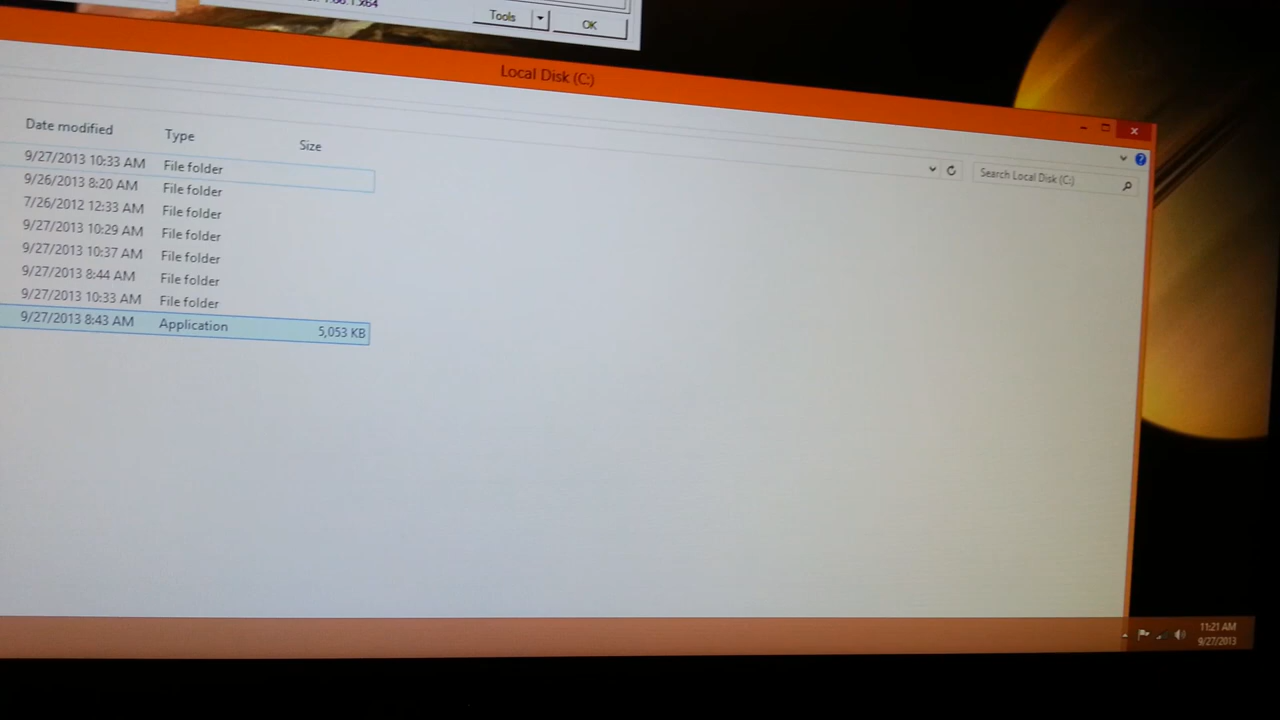 Tools
OK
Local Disk (C:)
Search Local Disk (C:)
Date modified Type Size
9/27/2013 10:33 AM File folder
9/26/2013 8:20 AM File folder
7/26/2012 12:33 AM File folder
9/27/2013 10:29 AM File folder
9/27/2013 10:37 AM File folder
9/27/2013 8:44 AM File folder
9/27/2013 10:33 AM File folder
9/27/2013 8:43 AM Application 5,053 KB
11:21 AM
9/27/2013